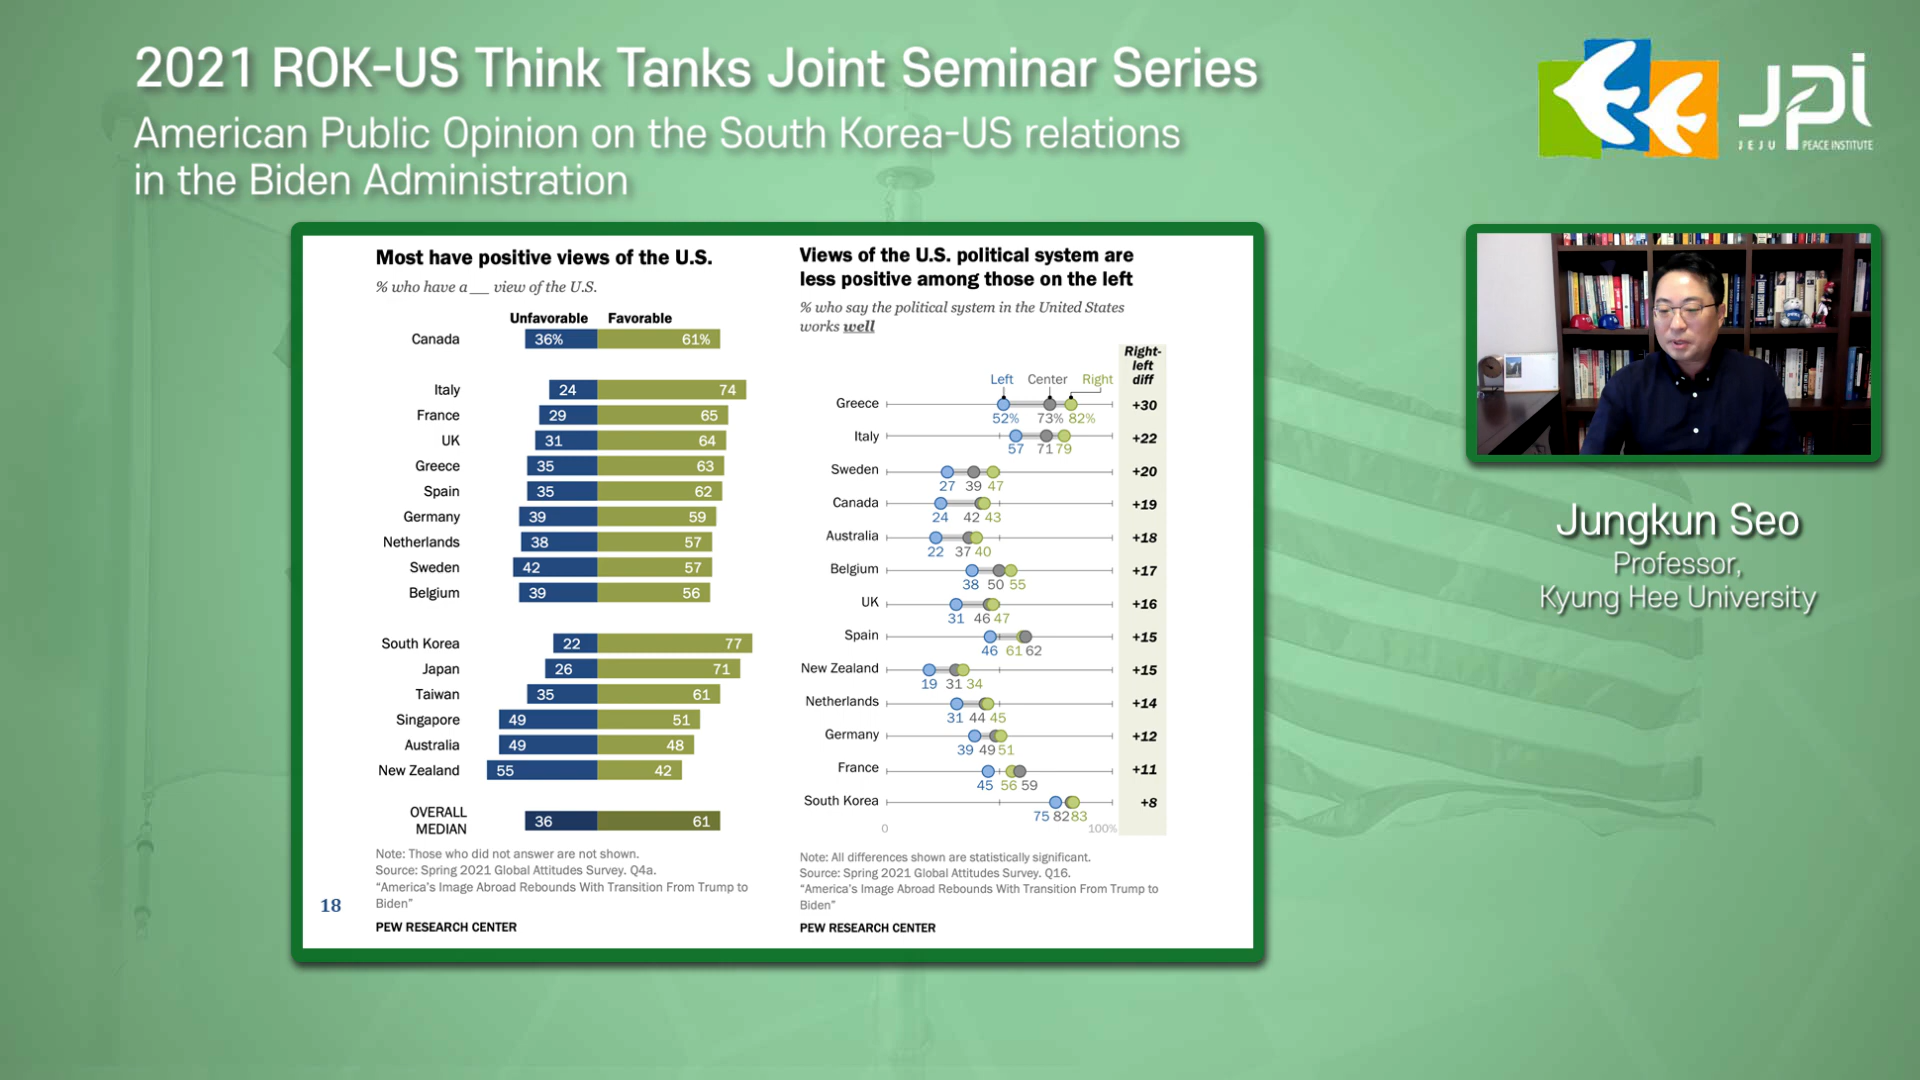 2021 ROK-US Think Tanks Joint Seminar Series
American Public Opinion on the South Korea-US relations
in the Biden Administration
JPI
JEJU PEACE INSTITUTE
Most have positive views of the U.S.
% who have a __ view of the U.S.
Unfavorable Favorable
Canada 36% 61%
Italy 24 74
France 29 65
UK 31 64
Greece 35 63
Spain 35 62
Germany 39 59
Netherlands 38 57
Sweden 42 57
Belgium 39 56
South Korea 22 77
Japan 26 71
Taiwan 35 61
Singapore 49 51
Australia 49 48
New Zealand 55 42
OVERALL
MEDIAN 36 61
Note: Those who did not answer are not shown.
Source: Spring 2021 Global Attitudes Survey. Q4a.
“America’s Image Abroad Rebounds With Transition From Trump to
Biden”
PEW RESEARCH CENTER
18
Views of the U.S. political system are
less positive among those on the left
% who say the political system in the United States
works well
Right-
left
diff
Left Center Right
Greece +30
52% 73% 82%
Italy +22
57 71 79
Sweden +20
27 39 47
Canada +19
24 42 43
Australia +18
22 37 40
Belgium +17
38 50 55
UK +16
31 46 47
Spain +15
46 61 62
New Zealand +15
19 31 34
Netherlands +14
31 44 45
Germany +12
39 49 51
France +11
45 56 59
South Korea +8
75 82 83
0 100%
Note: All differences shown are statistically significant.
Source: Spring 2021 Global Attitudes Survey. Q16.
“America’s Image Abroad Rebounds With Transition From Trump to
Biden”
PEW RESEARCH CENTER
Jungkun Seo
Professor,
Kyung Hee University